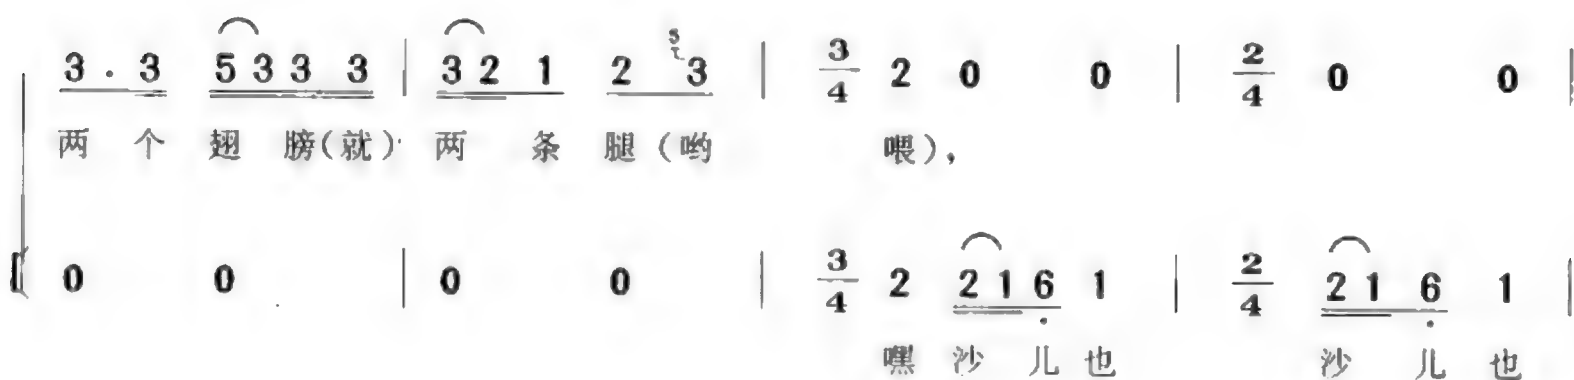 3 . 3 5 3 3 3 | 3 2 1 2 5 3 | 3/4 2 0 0 | 2/4 0 0 |
两 个 翅 膀(就) 两 条 腿(哟 喂),
0 0 | 0 0 | 3/4 2 2 1 6̣ 1 | 2/4 2 1 6̣ 1 |
嘿 沙 儿 也 沙 儿 也